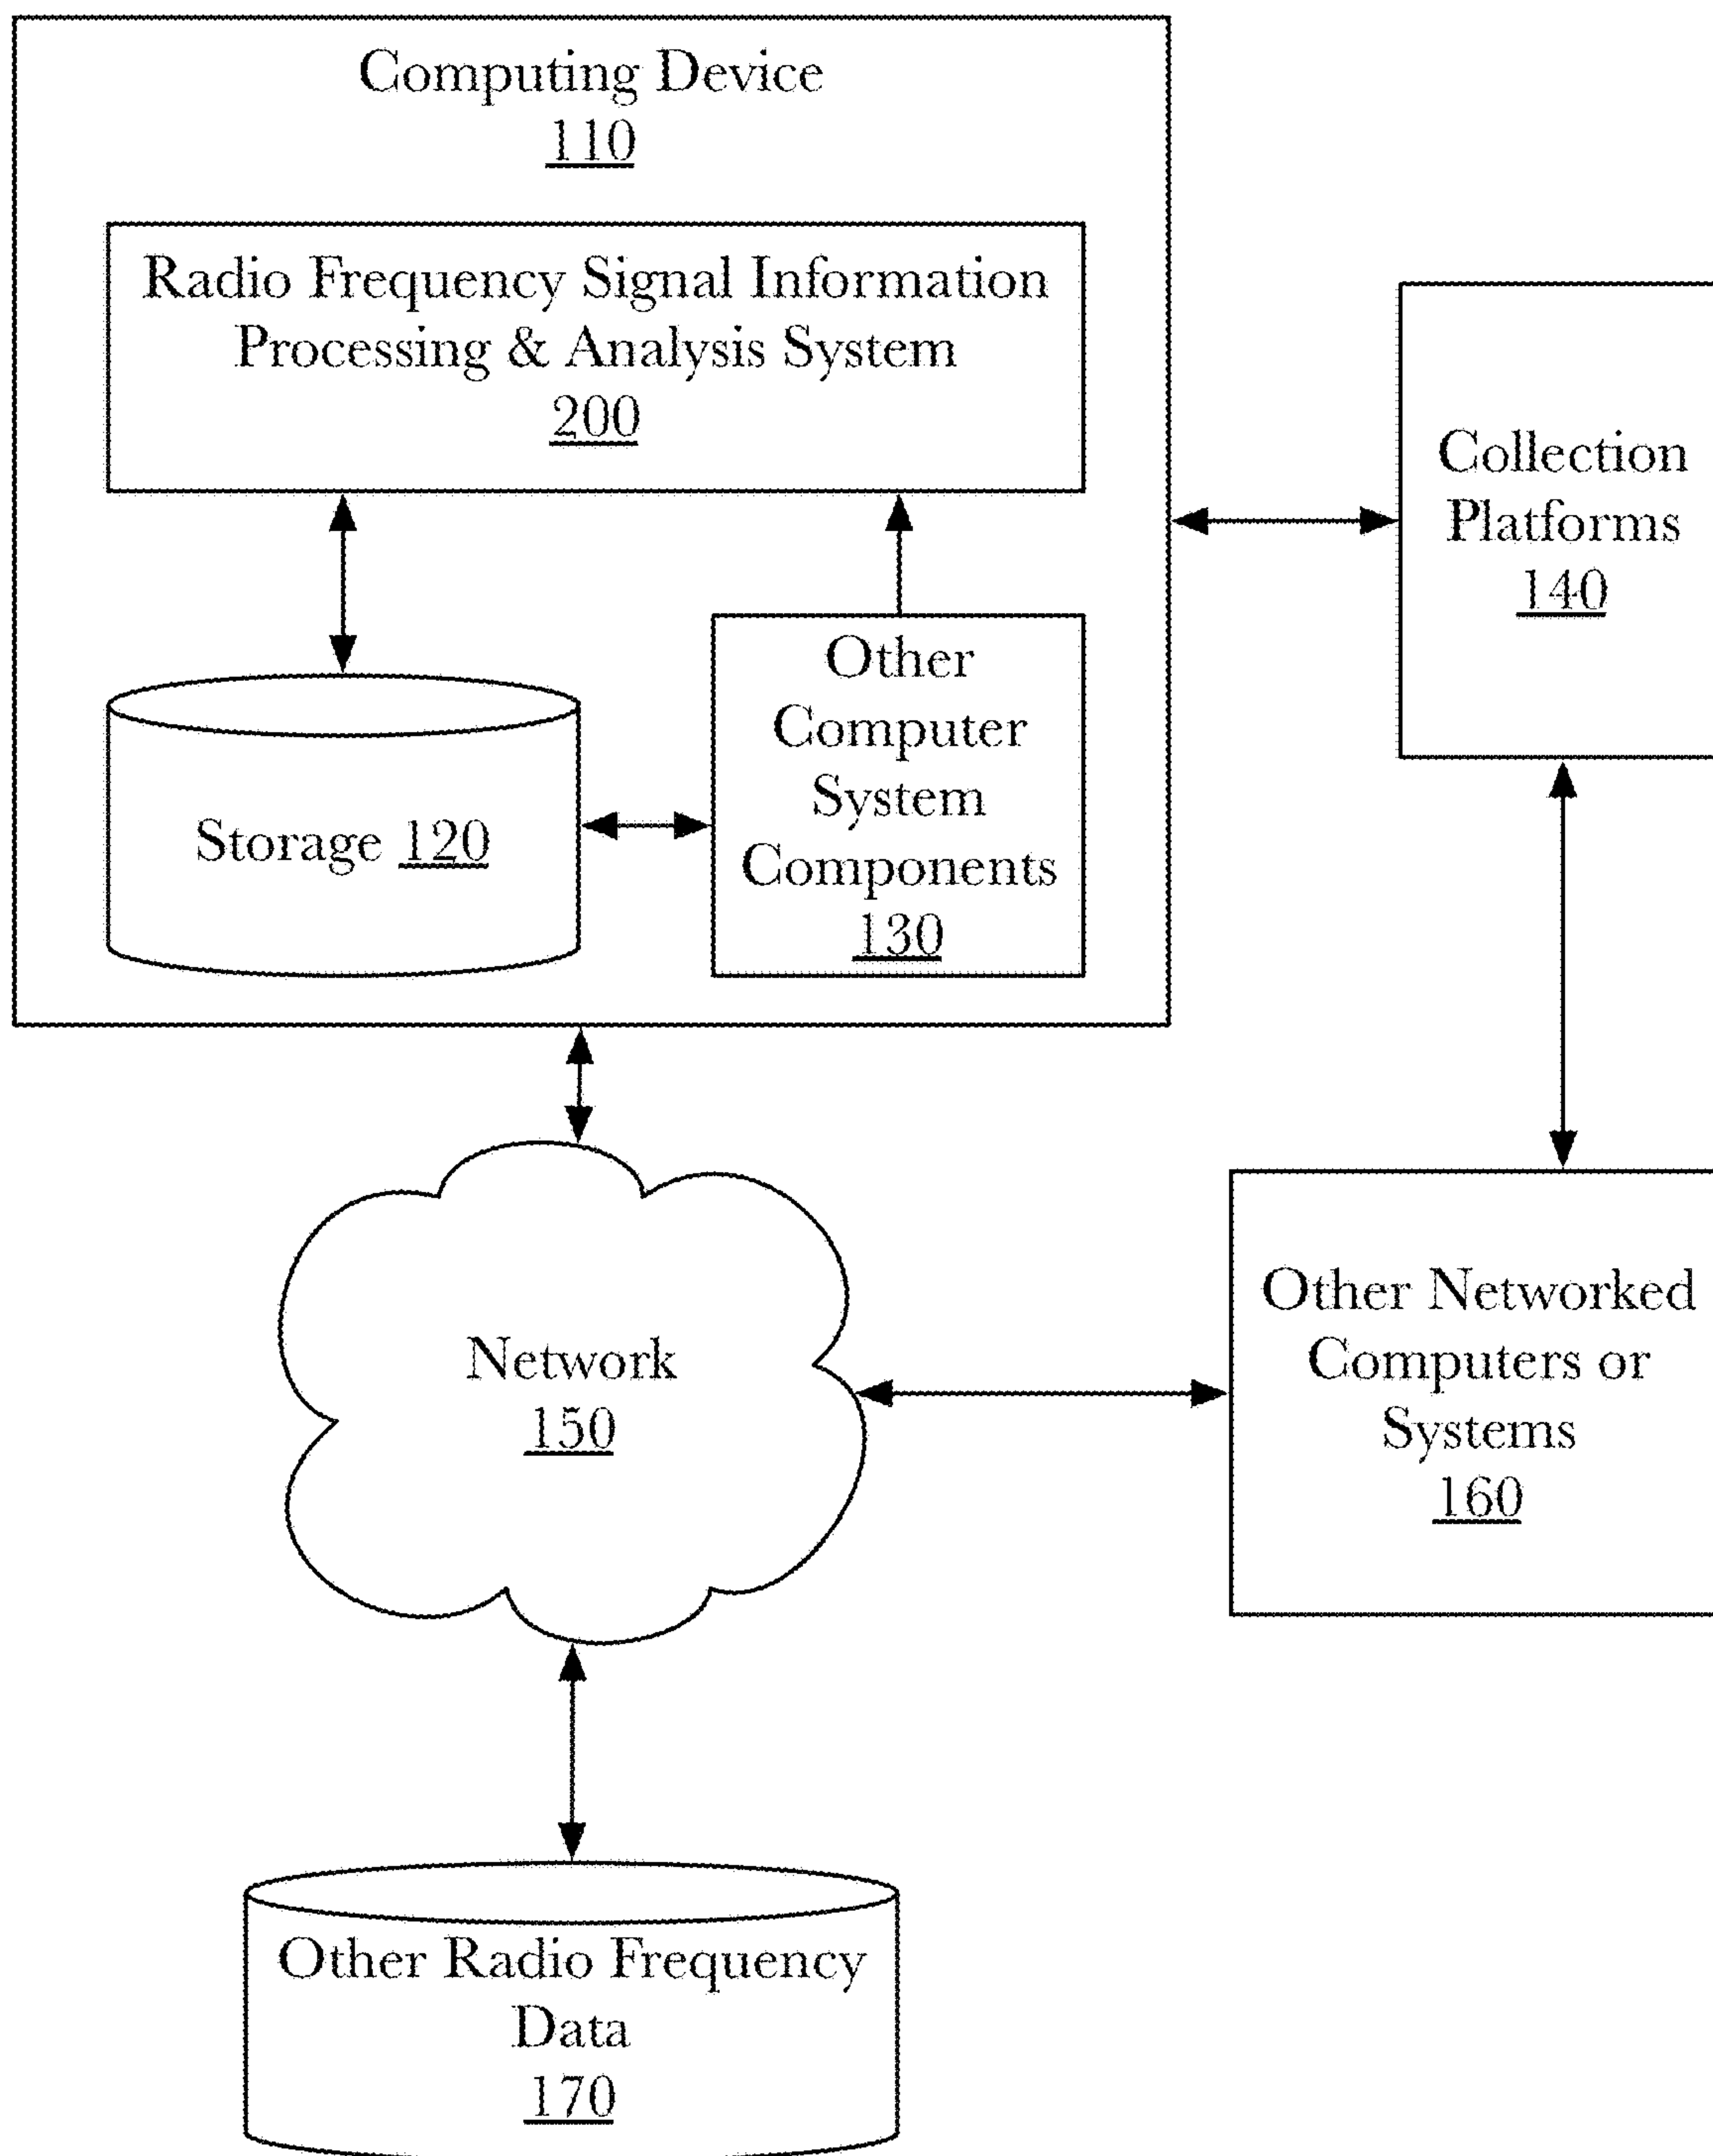 Computing Device
110
Radio Frequency Signal Information
Processing & Analysis System
200
Collection
Platforms
140
Other
Computer
System
Components
130
Storage 120
Network
150
Other Networked
Computers or
Systems
160
Other Radio Frequency
Data
170